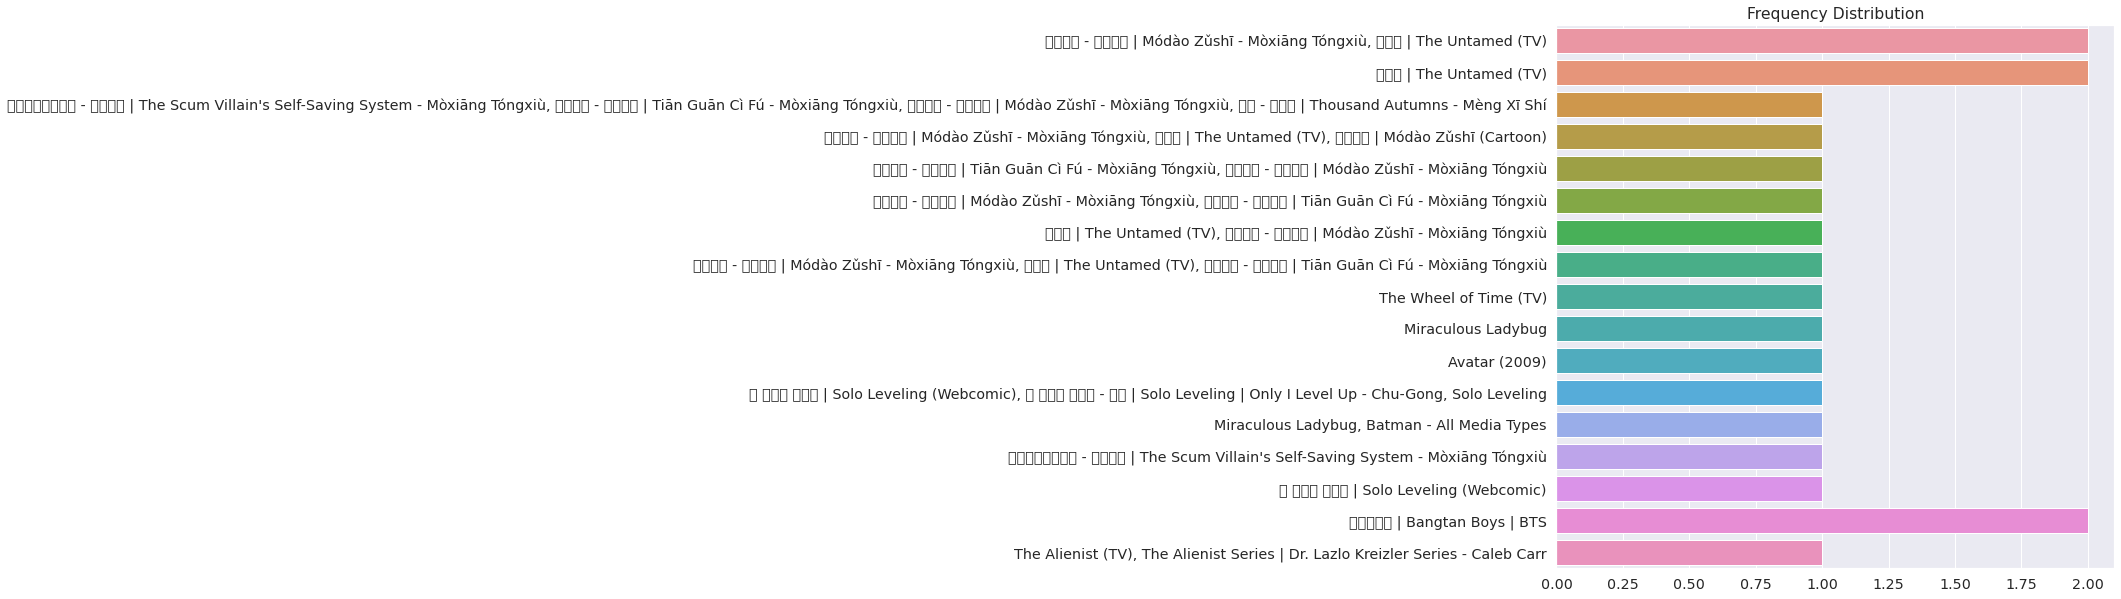 Frequency Distribution
- | Módào Zǔshī - Mòxiāng Tóngxiù, | The Untamed (TV)
| The Untamed (TV)
- | The Scum Villain's Self-Saving System - Mòxiāng Tóngxiù, - | Tiān Guān Cì Fú - Mòxiāng Tóngxiù, - | Módào Zǔshī - Mòxiāng Tóngxiù, - | Thousand Autumns - Mèng Xī Shí
- | Módào Zǔshī - Mòxiāng Tóngxiù, | The Untamed (TV), | Módào Zǔshī (Cartoon)
- | Tiān Guān Cì Fú - Mòxiāng Tóngxiù, - | Módào Zǔshī - Mòxiāng Tóngxiù
- | Módào Zǔshī - Mòxiāng Tóngxiù, - | Tiān Guān Cì Fú - Mòxiāng Tóngxiù
| The Untamed (TV), - | Módào Zǔshī - Mòxiāng Tóngxiù
- | Módào Zǔshī - Mòxiāng Tóngxiù, | The Untamed (TV), - | Tiān Guān Cì Fú - Mòxiāng Tóngxiù
The Wheel of Time (TV)
Miraculous Ladybug
Avatar (2009)
| Solo Leveling (Webcomic), - | Solo Leveling | Only I Level Up - Chu-Gong, Solo Leveling
Miraculous Ladybug, Batman - All Media Types
- | The Scum Villain's Self-Saving System - Mòxiāng Tóngxiù
| Solo Leveling (Webcomic)
| Bangtan Boys | BTS
The Alienist (TV), The Alienist Series | Dr. Lazlo Kreizler Series - Caleb Carr
0.00 0.25 0.50 0.75 1.00 1.25 1.50 1.75 2.00